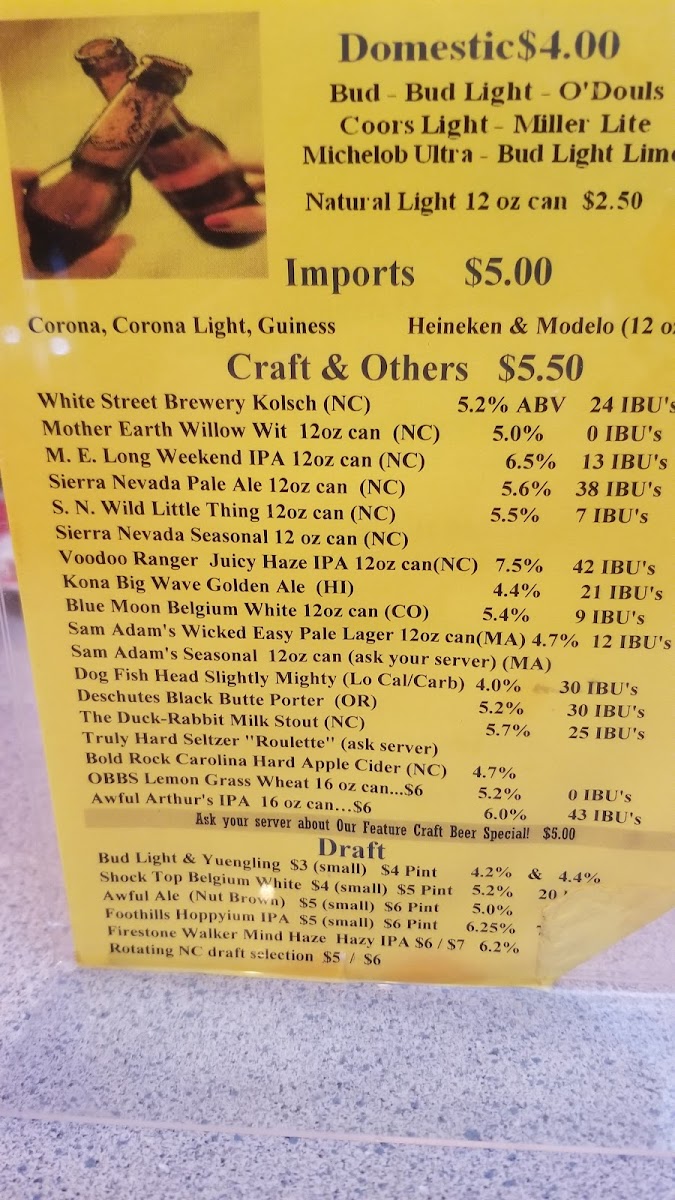 Domestic $4.00
Bud - Bud Light - O'Douls
Coors Light - Miller Lite
Michelob Ultra - Bud Light Lim
Natural Light 12 oz can $2.50
Imports $5.00
Corona, Corona Light, Guiness Heineken & Modelo (12 o
Craft & Others $5.50
White Street Brewery Kolsch (NC) 5.2% ABV 24 IBU's
Mother Earth Willow Wit 12oz can (NC) 5.0% 0 IBU's
M. E. Long Weekend IPA 12oz can (NC) 6.5% 13 IBU's
Sierra Nevada Pale Ale 12oz can (NC) 5.6% 38 IBU's
S. N. Wild Little Thing 12oz can (NC) 5.5% 7 IBU's
Sierra Nevada Seasonal 12 oz can (NC)
Voodoo Ranger Juicy Haze IPA 12oz can(NC) 7.5% 42 IBU's
Kona Big Wave Golden Ale (HI) 4.4% 21 IBU's
Blue Moon Belgium White 12oz can (CO) 5.4% 9 IBU's
Sam Adam's Wicked Easy Pale Lager 12oz can(MA) 4.7% 12 IBU's
Sam Adam's Seasonal 12oz can (ask your server) (MA)
Dog Fish Head Slightly Mighty (Lo Cal/Carb) 4.0% 30 IBU's
Deschutes Black Butte Porter (OR) 5.2% 30 IBU's
The Duck-Rabbit Milk Stout (NC) 5.7% 25 IBU's
Truly Hard Seltzer "Roulette" (ask server)
Bold Rock Carolina Hard Apple Cider (NC) 4.7%
OBBS Lemon Grass Wheat 16 oz can...$6 5.2% 0 IBU's
Awful Arthur's IPA 16 oz can...$6 6.0% 43 IBU's
Ask your server about Our Feature Craft Beer Special! $5.00
Draft
Bud Light & Yuengling $3 (small) $4 Pint 4.2% & 4.4%
Shock Top Belgium White $4 (small) $5 Pint 5.2% 20
Awful Ale (Nut Brown) $5 (small) $6 Pint 5.0%
Foothills Hoppyium IPA $5 (small) $6 Pint 6.25%
Firestone Walker Mind Haze Hazy IPA $6 / $7 6.2%
Rotating NC draft selection $5 / $6